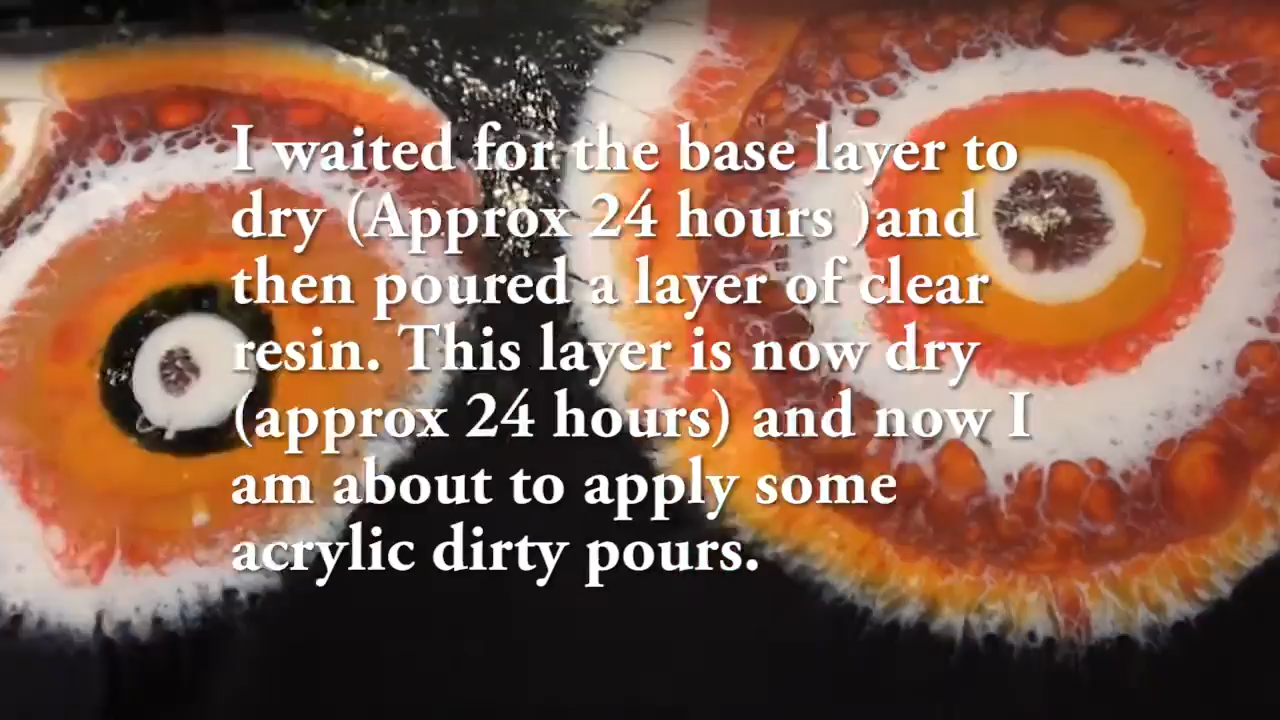 I waited for the base layer to
dry (Approx 24 hours )and
then poured a layer of clear
resin. This layer is now dry
(approx 24 hours) and now I
am about to apply some
acrylic dirty pours.